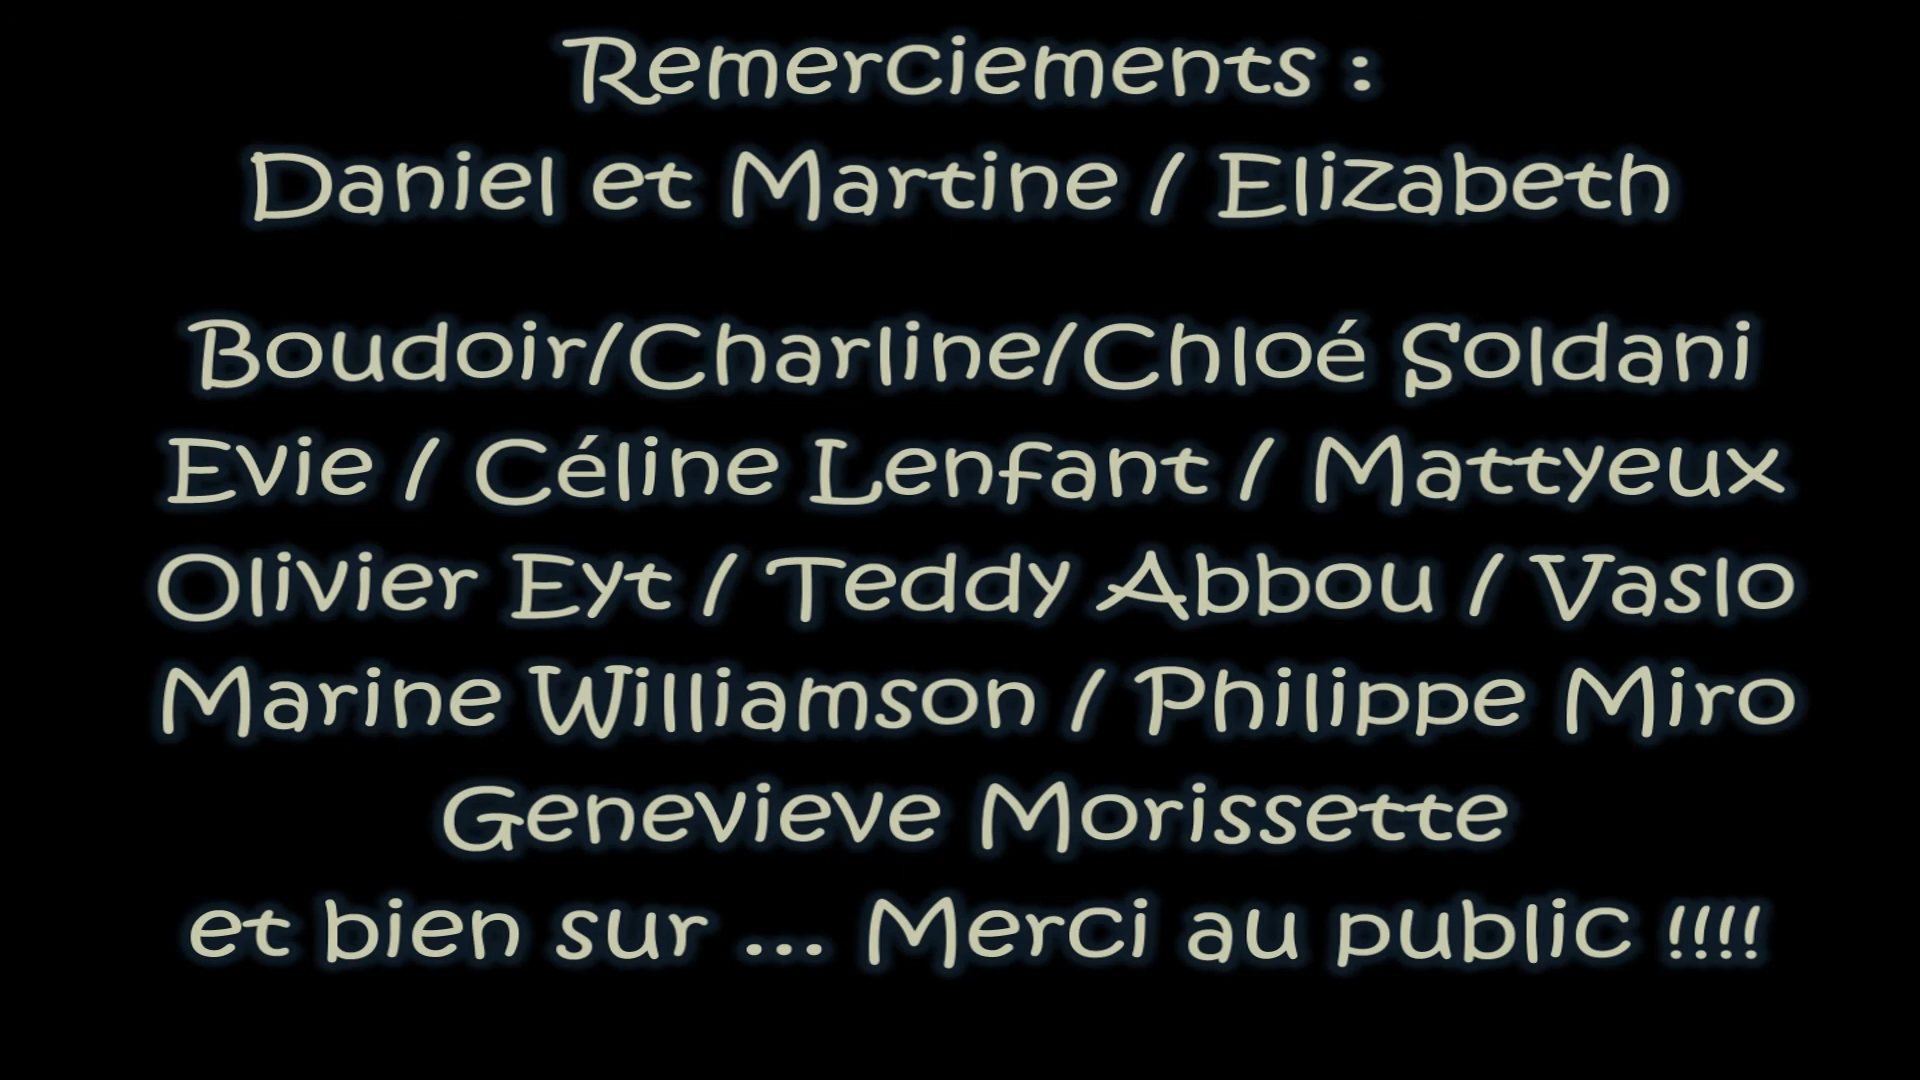 Remerciements :
Daniel et Martine / Elizabeth
Boudoir/Charline/Chloé Soldani
Evie / Céline Lenfant / Mattyeux
Olivier Eyt / Teddy Abbou / Vaslo
Marine Williamson / Philippe Miro
Genevieve Morissette
et bien sur ... Merci au public !!!!